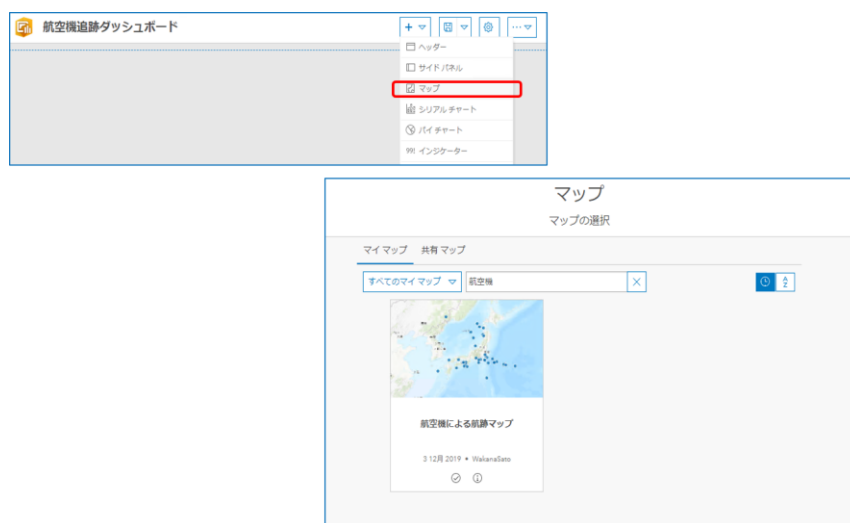 航空機追跡ダッシュボード
ヘッダー
サイド パネル
マップ
シリアル チャート
パイ チャート
99! インジケーター
マップ
マップの選択
マイ マップ 共有 マップ
すべてのマイ マップ 航空機
航空機による航跡マップ
3 12月 2019 • WakanaSato